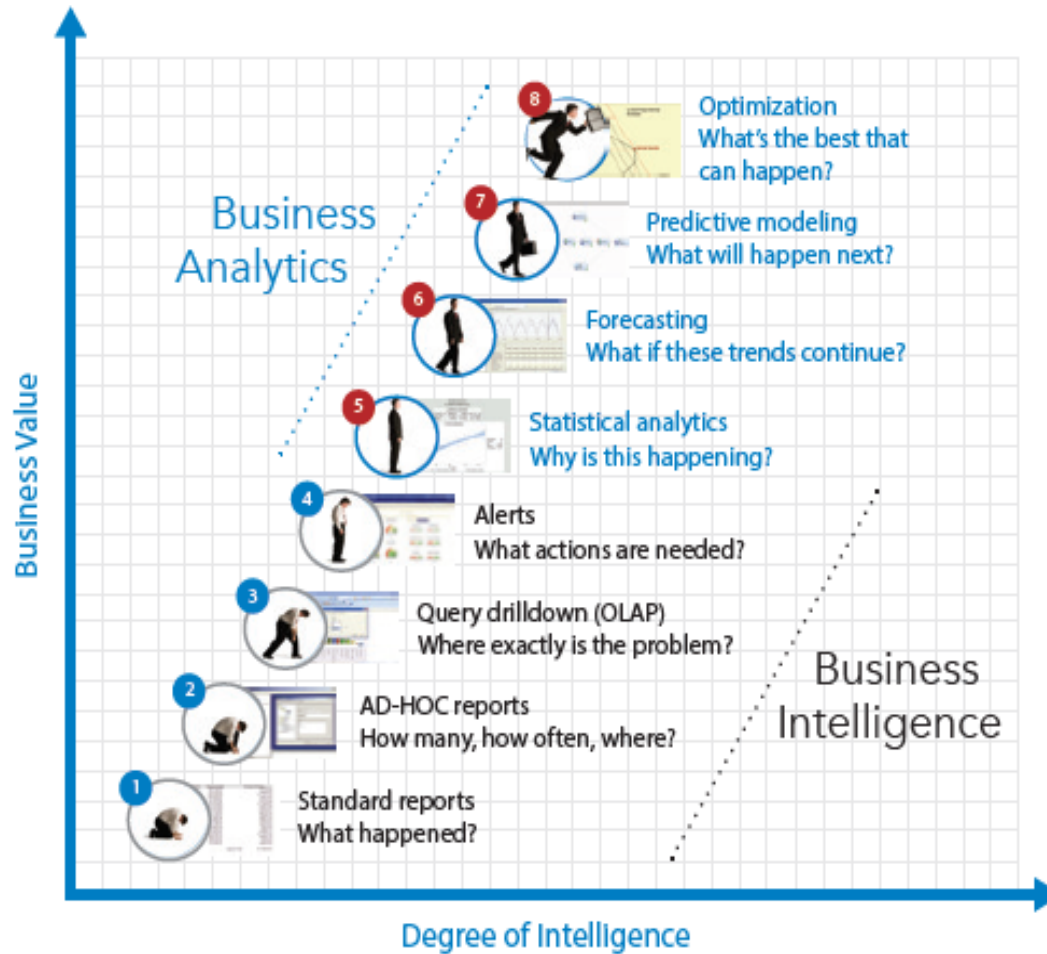 8
Optimization
What's the best that
can happen?
Business
Analytics
7
Predictive modeling
What will happen next?
6
Forecasting
What if these trends continue?
5
Statistical analytics
Why is this happening?
4
Alerts
What actions are needed?
3
Query drilldown (OLAP)
Where exactly is the problem?
Business
Intelligence
2
AD-HOC reports
How many, how often, where?
1
Standard reports
What happened?
Business Value
Degree of Intelligence